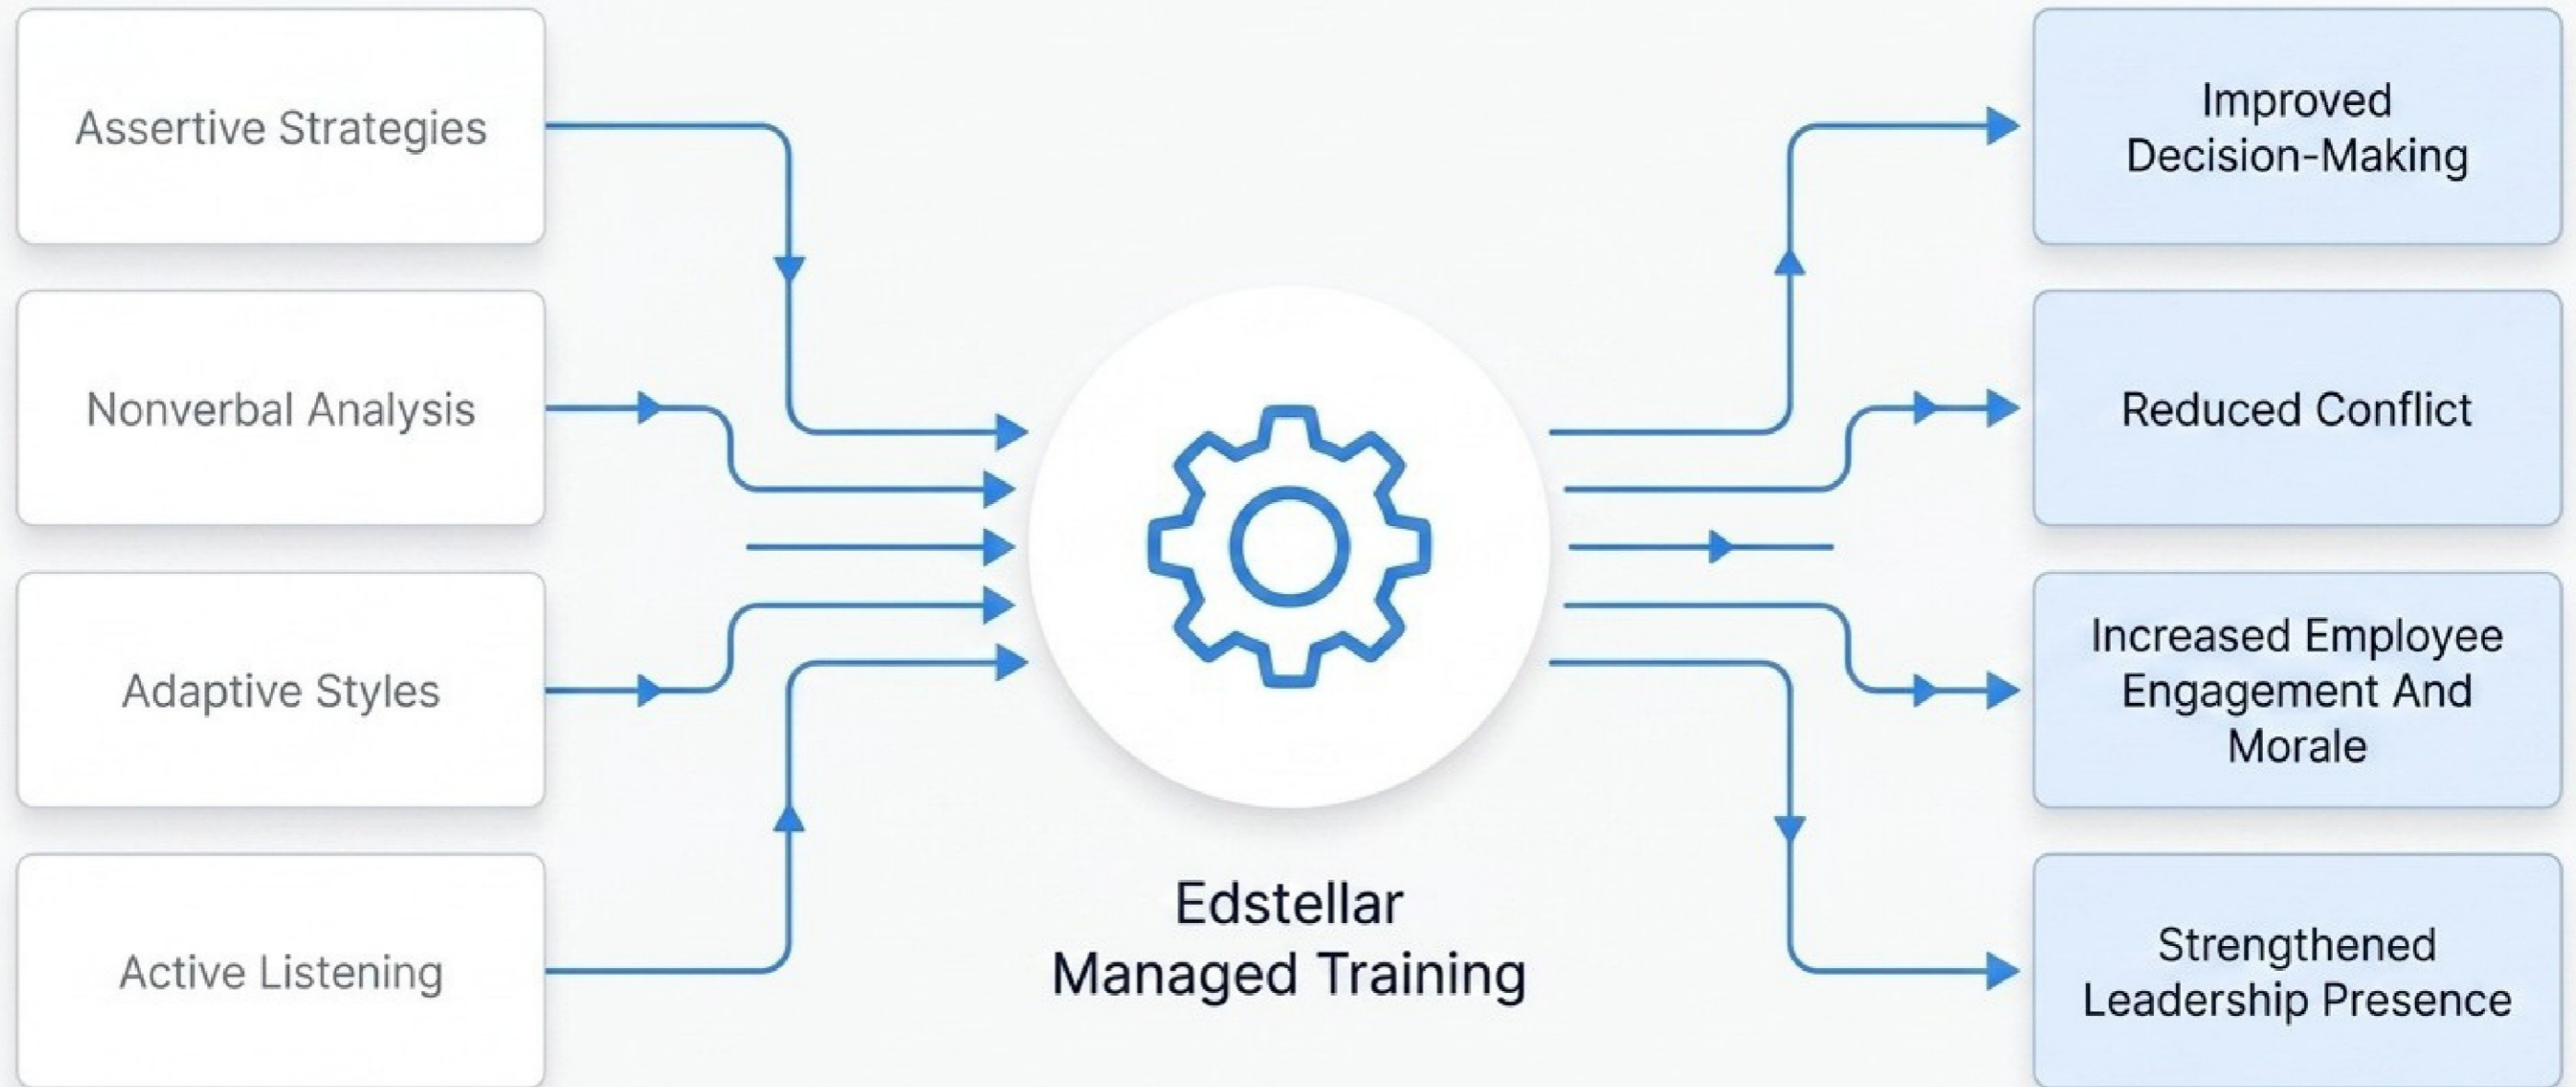 Assertive Strategies
Nonverbal Analysis
Adaptive Styles
Active Listening
Edstellar
Managed Training
Improved
Decision-Making
Reduced Conflict
Increased Employee
Engagement And
Morale
Strengthened
Leadership Presence